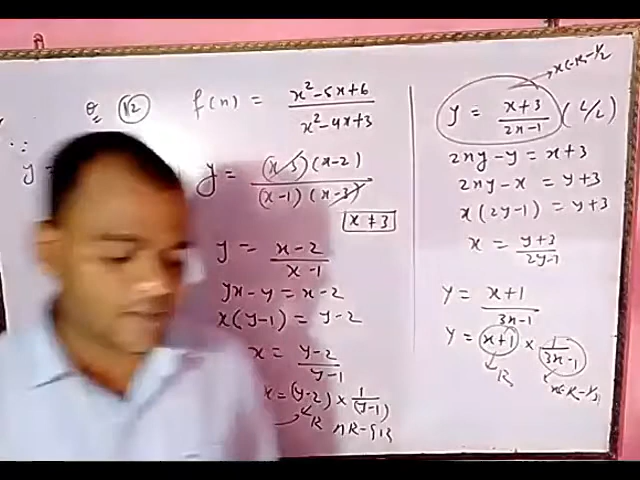 Q 12 f(n) = x²-5x+6 / x²-4x+3
y = (x-3)(x-2) / (x-1)(x-3)
x + 3
y = x-2 / x-1
yx - y = x-2
x(y-1) = y-2
x = y-2 / y-1
x = (y-2) × 1/(y-1)
R
x ∈ R - 1/2
y = x+3 / 2x-1 (L/L)
2xy - y = x+3
2xy - x = y+3
x(2y-1) = y+3
x = y+3 / 2y-1
y = x+1 / 3x-1
y = (x+1) × 1/3x-1
R